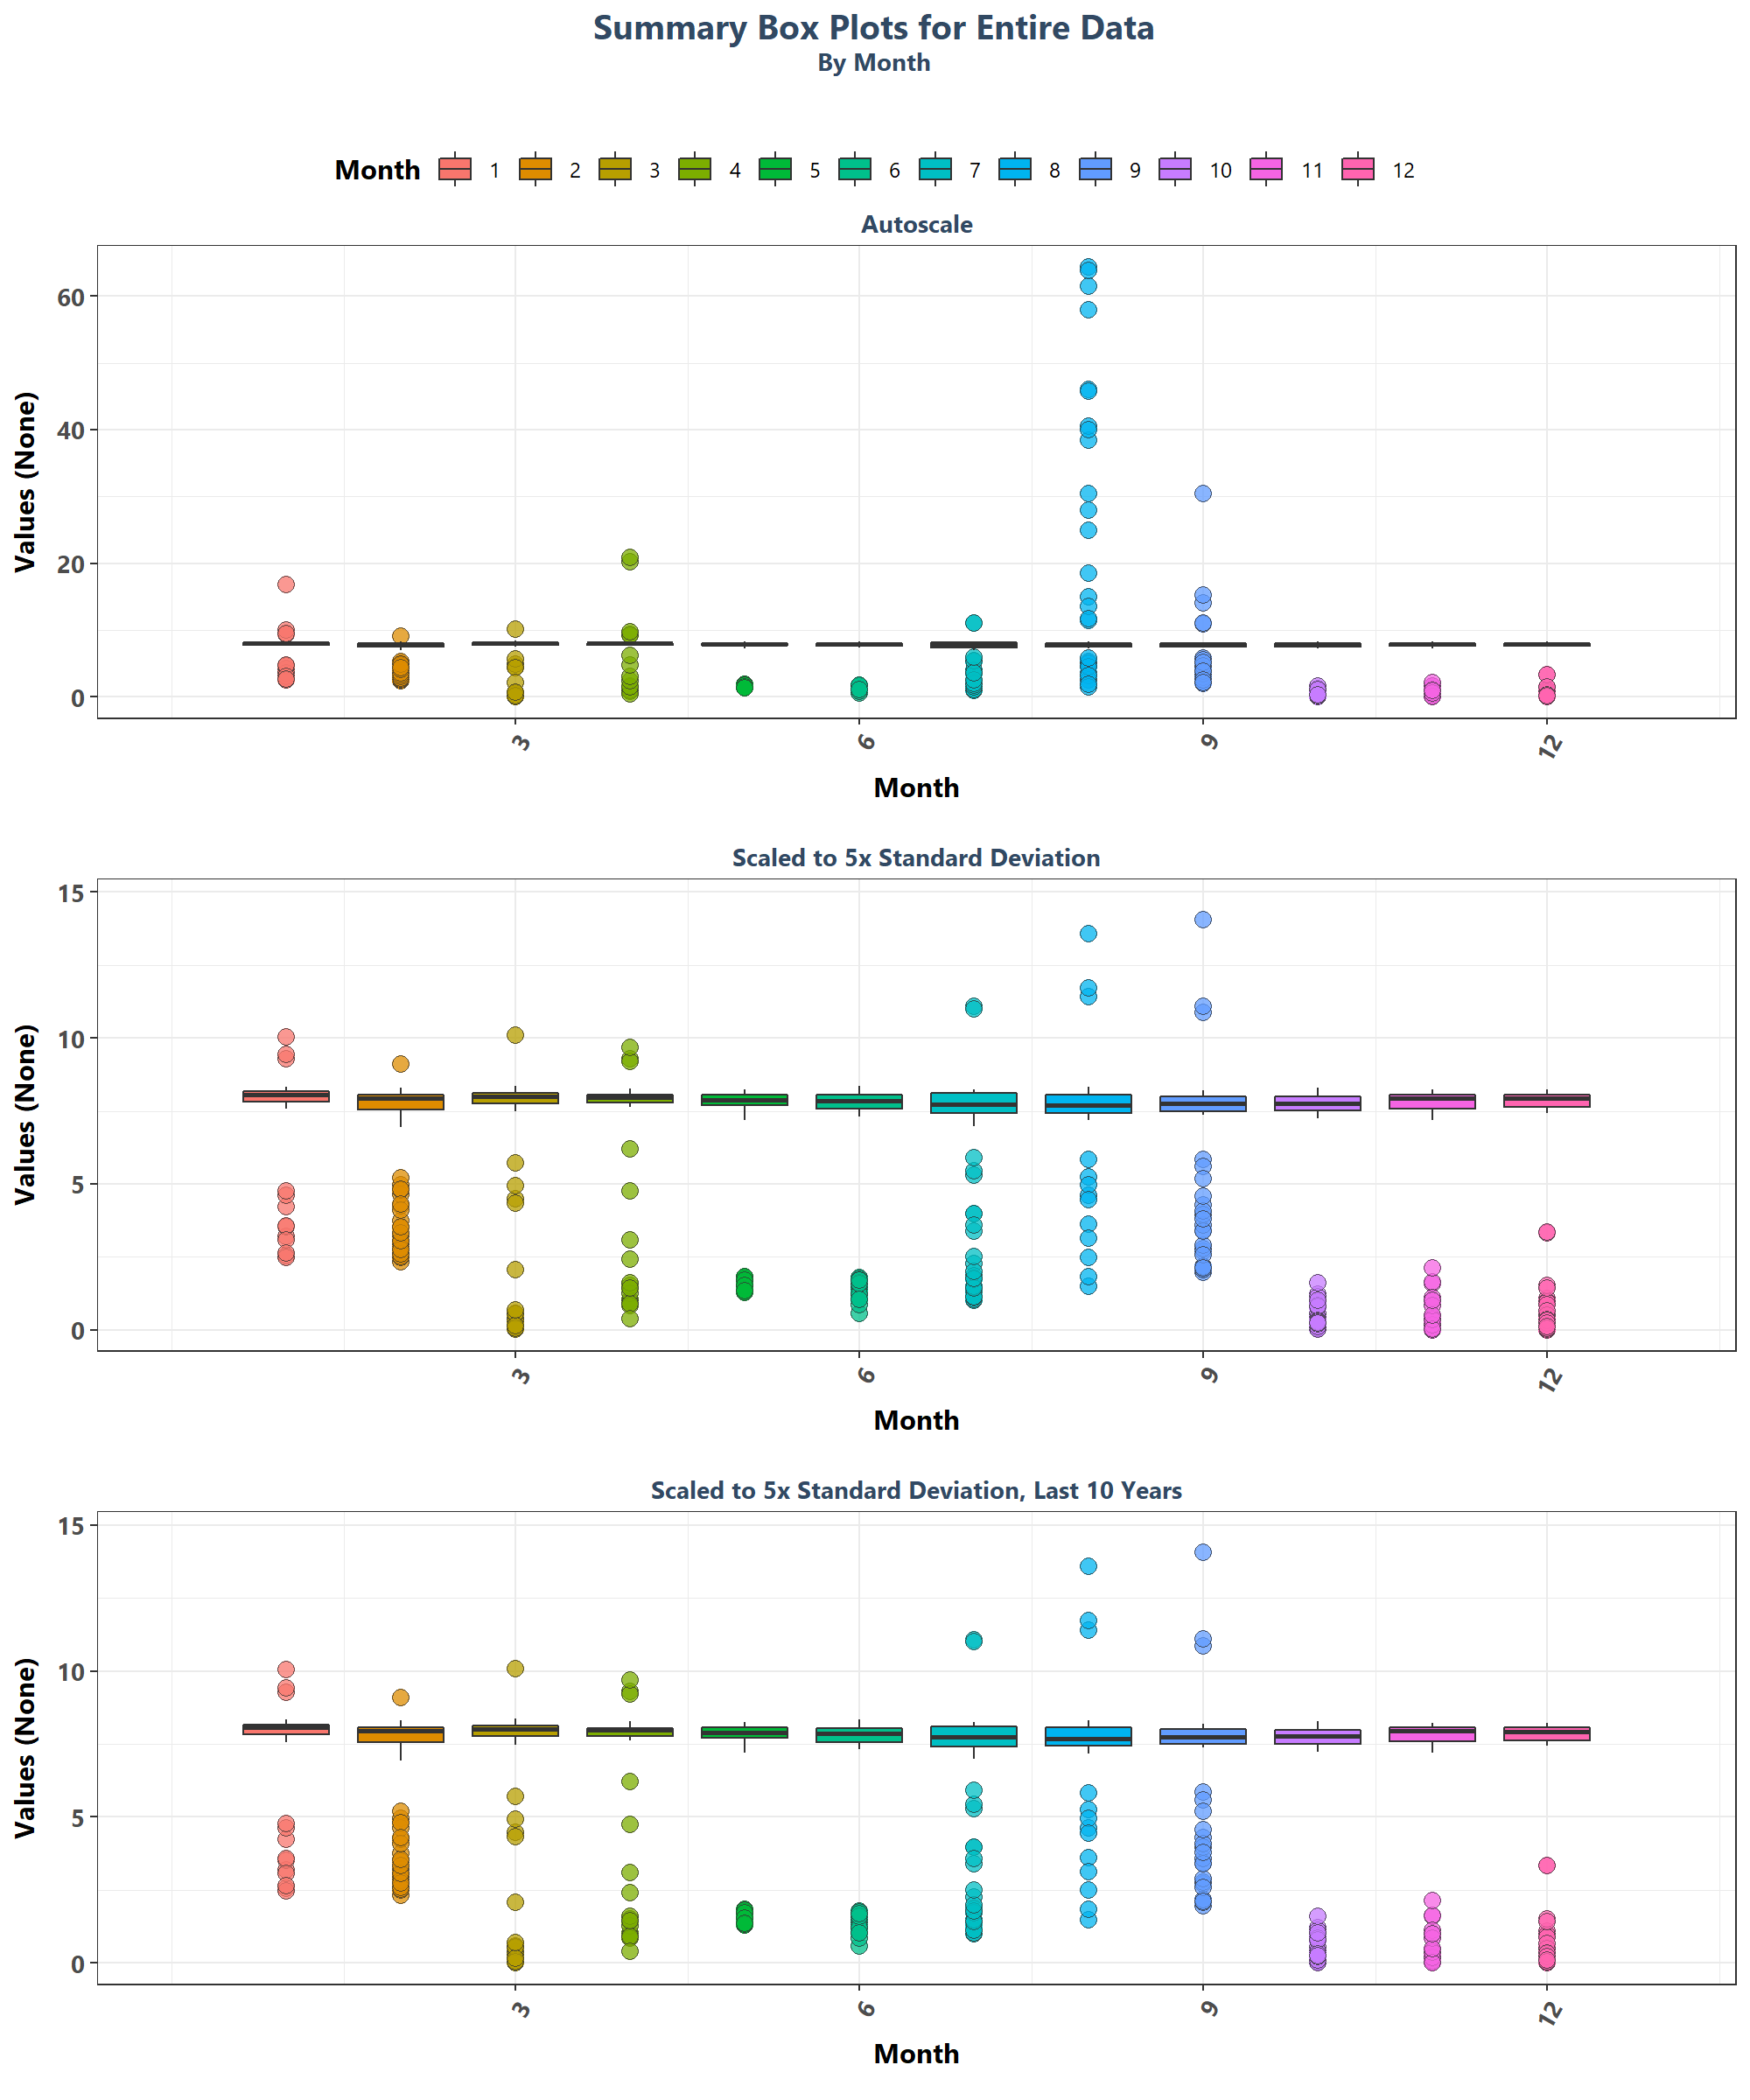 Summary Box Plots for Entire Data
By Month
Month 1 2 3 4 5 6 7 8 9 10 11 12
Autoscale
Values (None)
60
40
20
0
3 6 9 12
Month
Scaled to 5x Standard Deviation
Values (None)
15
10
5
0
3 6 9 12
Month
Scaled to 5x Standard Deviation, Last 10 Years
Values (None)
15
10
5
0
3 6 9 12
Month